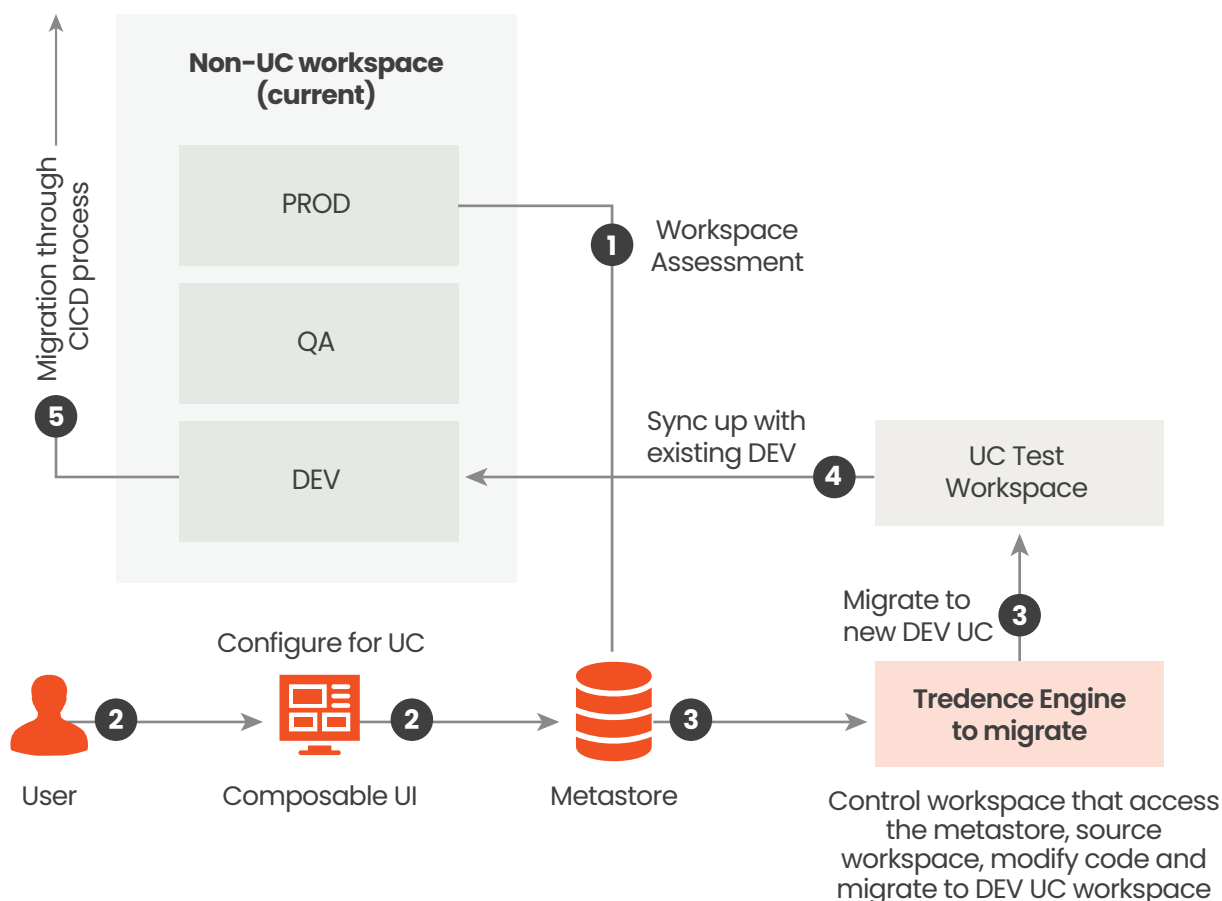 Non-UC workspace
(current)
PROD
QA
DEV
Migration through
CICD process
5
1
Workspace
Assessment
Sync up with
existing DEV
4
UC Test
Workspace
Migrate to
new DEV UC
3
Configure for UC
2
2
3
Tredence Engine
to migrate
User
Composable UI
Metastore
Control workspace that access
the metastore, source
workspace, modify code and
migrate to DEV UC workspace